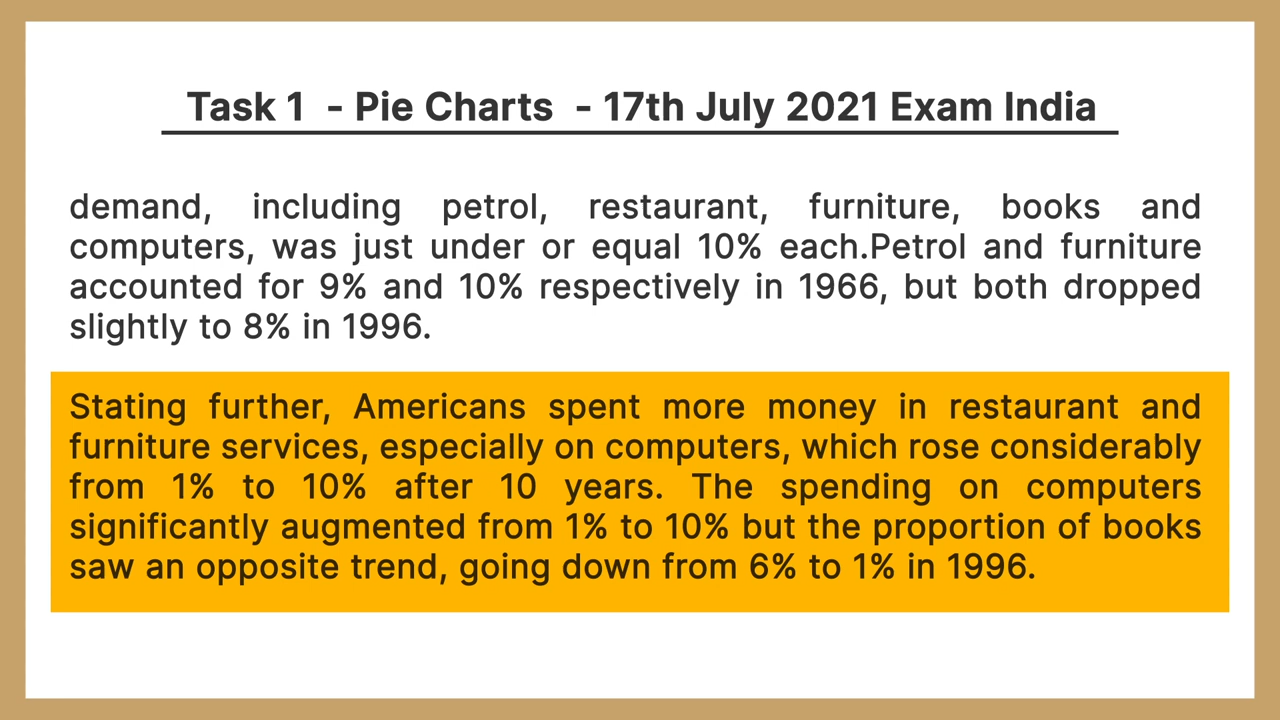 Task 1 - Pie Charts - 17th July 2021 Exam India
demand, including petrol, restaurant, furniture, books and
computers, was just under or equal 10% each.Petrol and furniture
accounted for 9% and 10% respectively in 1966, but both dropped
slightly to 8% in 1996.
Stating further, Americans spent more money in restaurant and
furniture services, especially on computers, which rose considerably
from 1% to 10% after 10 years. The spending on computers
significantly augmented from 1% to 10% but the proportion of books
saw an opposite trend, going down from 6% to 1% in 1996.